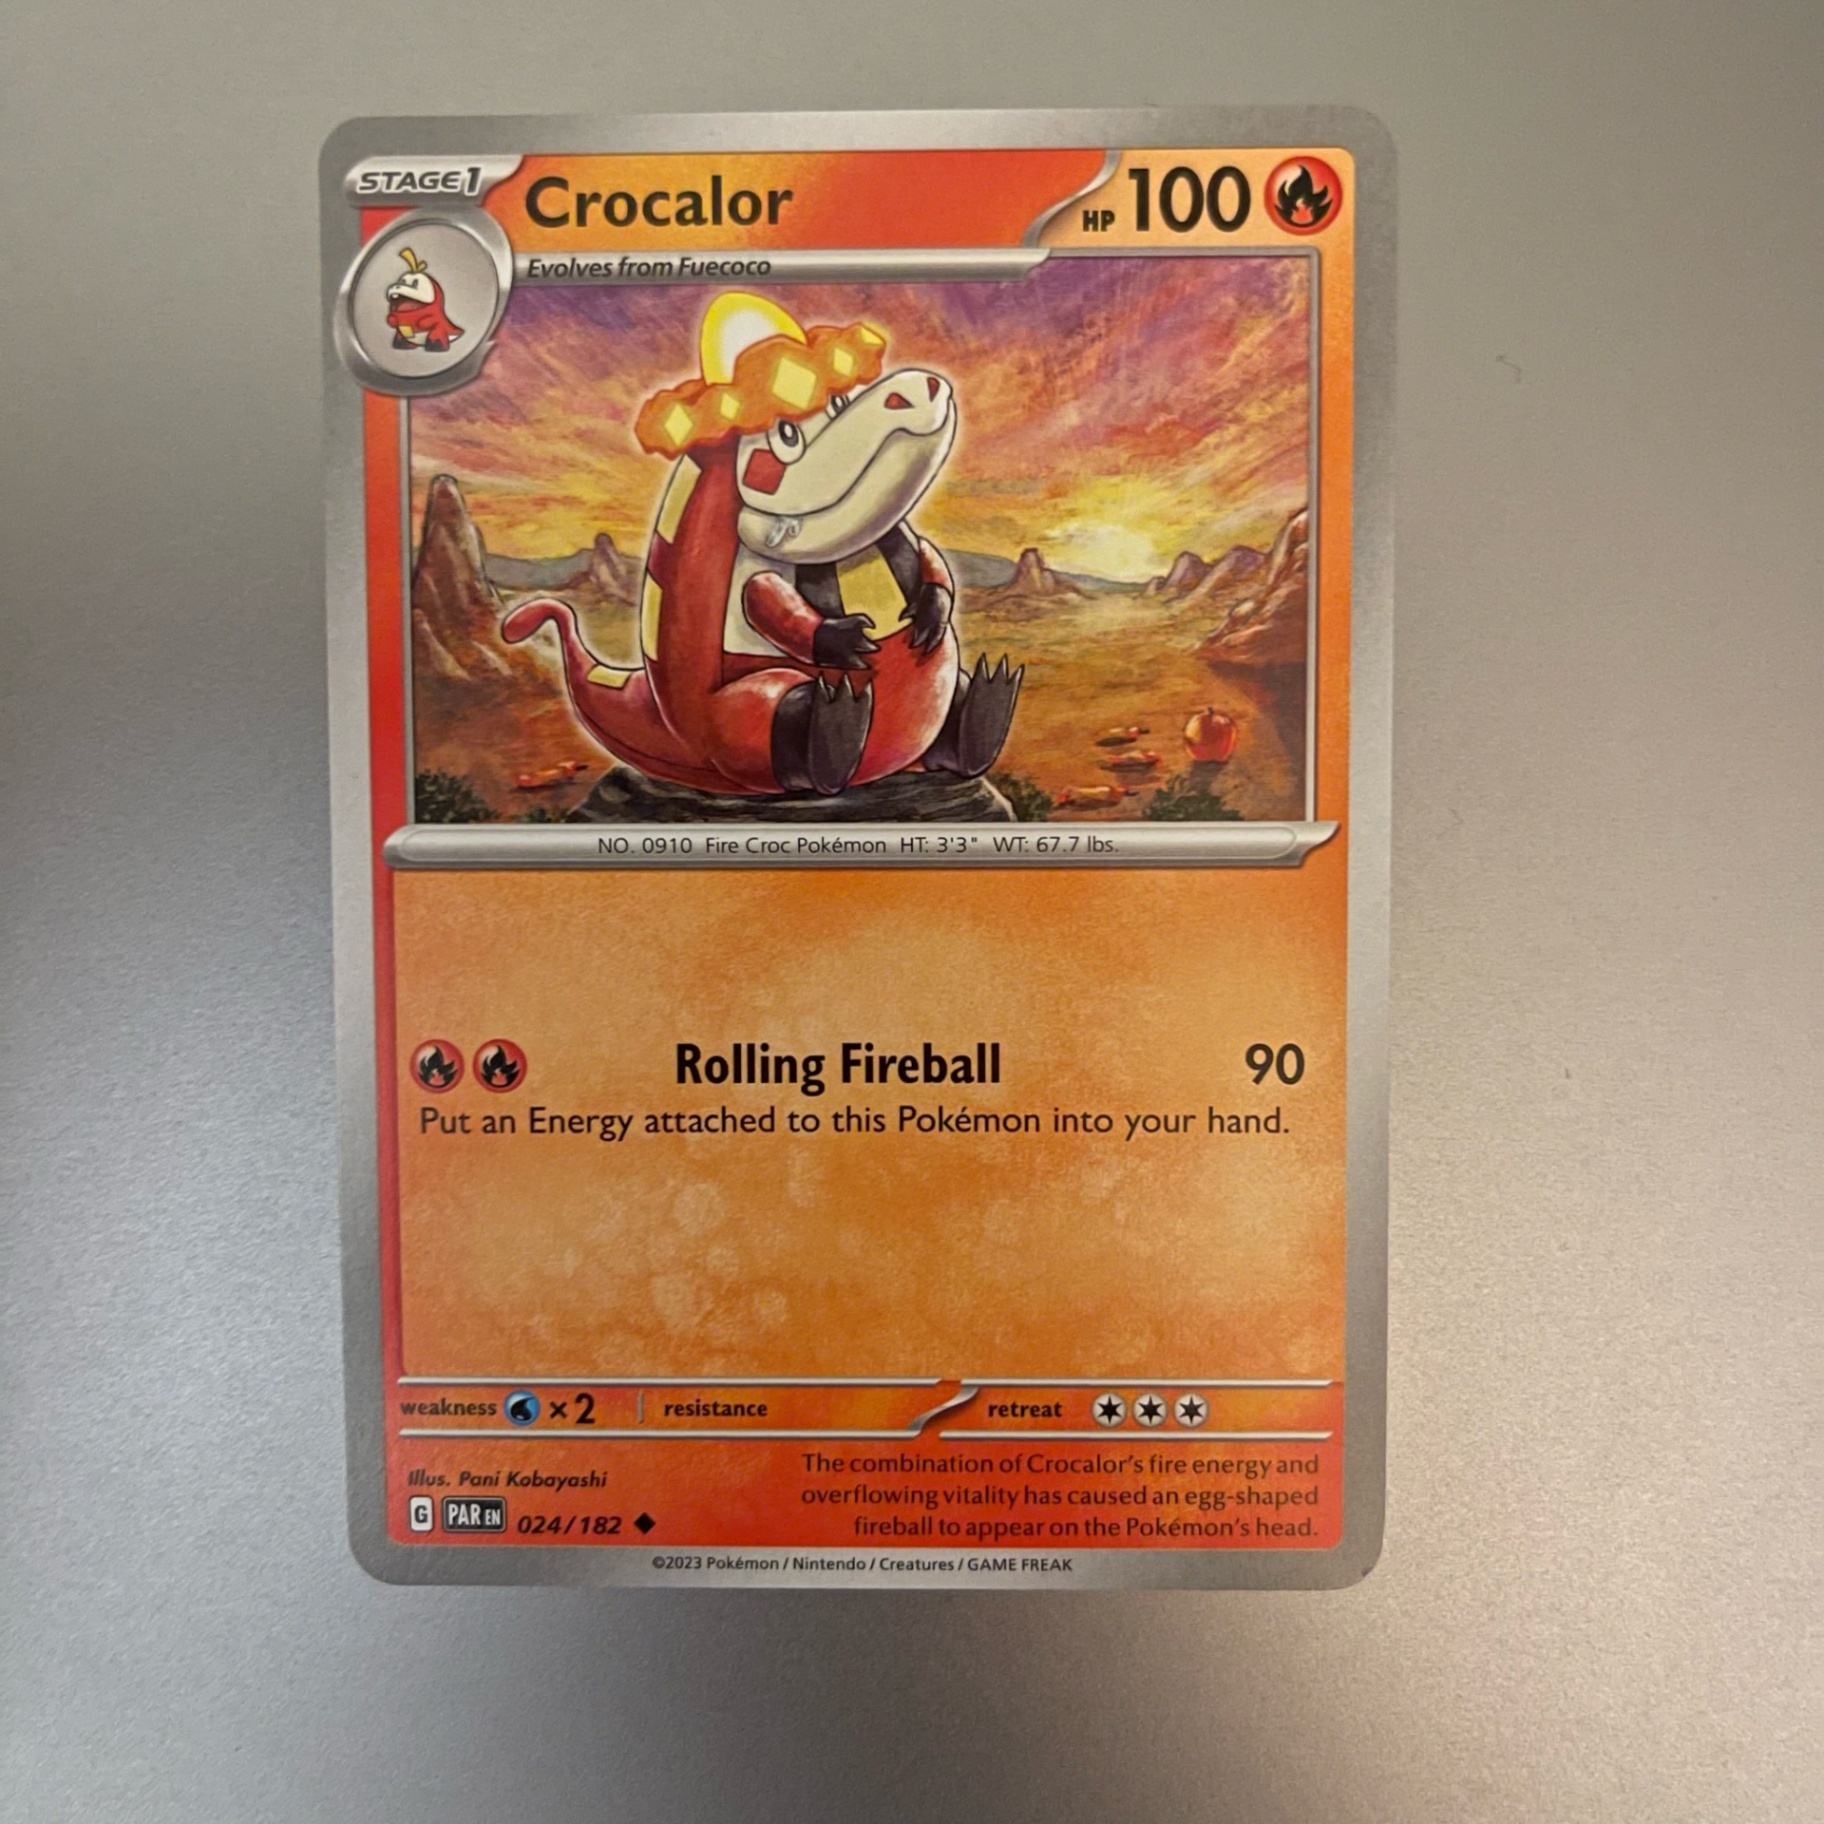 STAGE1
Crocalor
HP 100
Evolves from Fuecoco
NO. 0910 Fire Croc Pokémon HT: 3'3" WT: 67.7 lbs.
Rolling Fireball 90
Put an Energy attached to this Pokémon into your hand.
weakness ×2 resistance retreat
Illus. Pani Kobayashi
The combination of Crocalor's fire energy and
overflowing vitality has caused an egg-shaped
fireball to appear on the Pokémon's head.
G PAR EN 024/182
©2023 Pokémon / Nintendo / Creatures / GAME FREAK